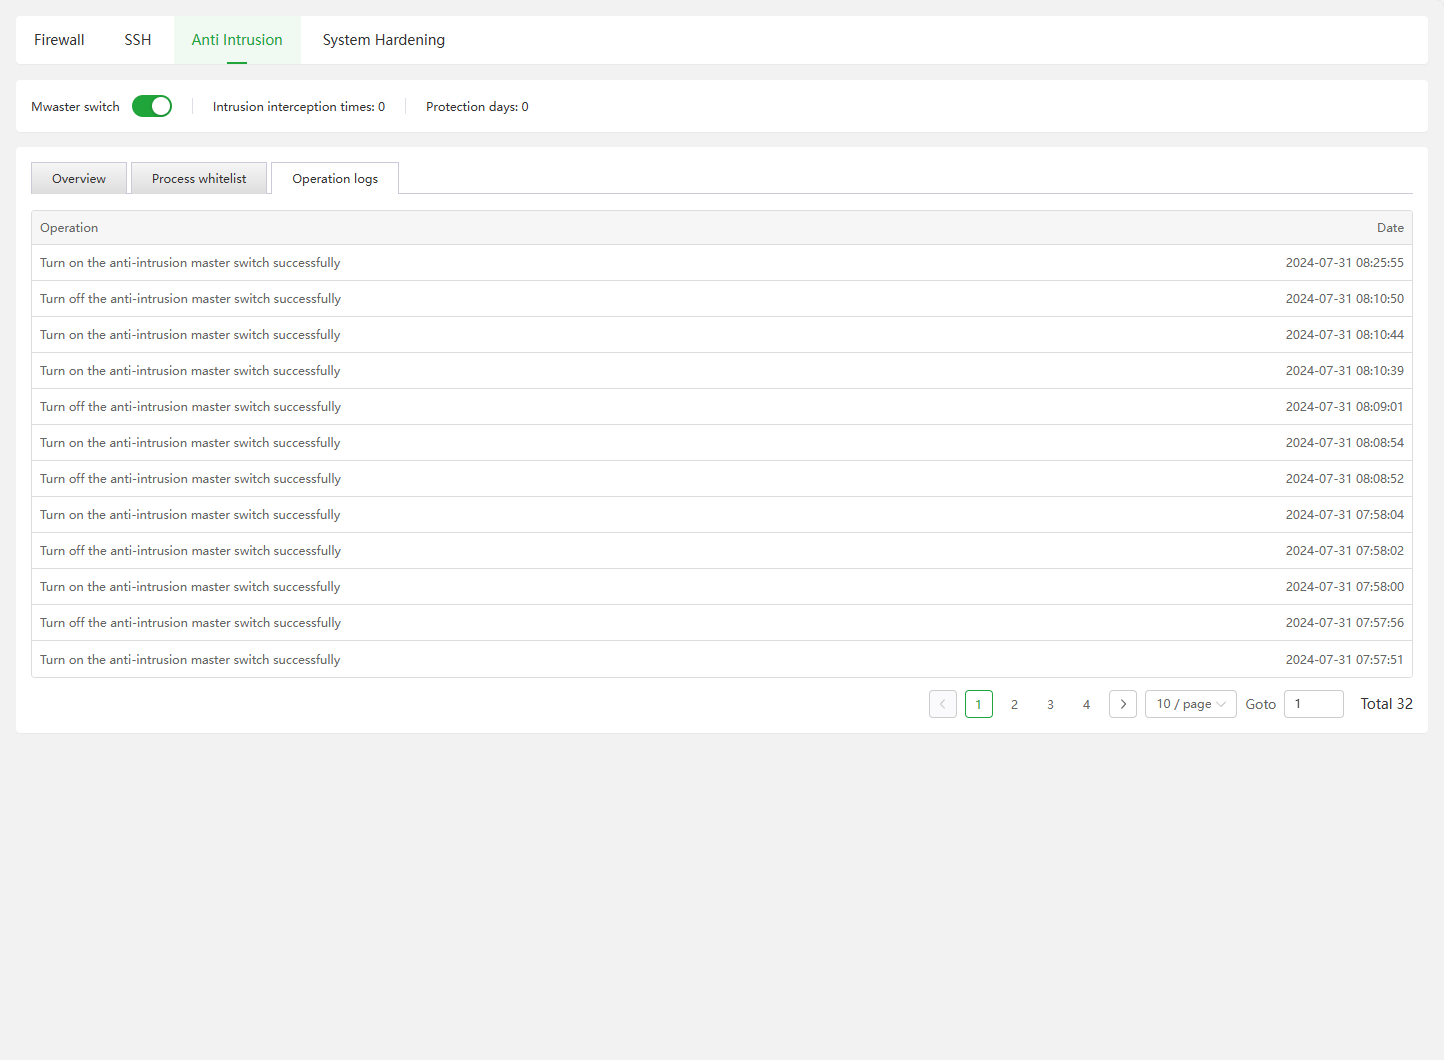 Firewall SSH Anti Intrusion System Hardening
Mwaster switch Intrusion interception times: 0 Protection days: 0
Overview Process whitelist Operation logs
Operation Date
Turn on the anti-intrusion master switch successfully 2024-07-31 08:25:55
Turn off the anti-intrusion master switch successfully 2024-07-31 08:10:50
Turn on the anti-intrusion master switch successfully 2024-07-31 08:10:44
Turn on the anti-intrusion master switch successfully 2024-07-31 08:10:39
Turn off the anti-intrusion master switch successfully 2024-07-31 08:09:01
Turn on the anti-intrusion master switch successfully 2024-07-31 08:08:54
Turn off the anti-intrusion master switch successfully 2024-07-31 08:08:52
Turn on the anti-intrusion master switch successfully 2024-07-31 07:58:04
Turn off the anti-intrusion master switch successfully 2024-07-31 07:58:02
Turn on the anti-intrusion master switch successfully 2024-07-31 07:58:00
Turn off the anti-intrusion master switch successfully 2024-07-31 07:57:56
Turn on the anti-intrusion master switch successfully 2024-07-31 07:57:51
1 2 3 4 10 / page Goto 1 Total 32